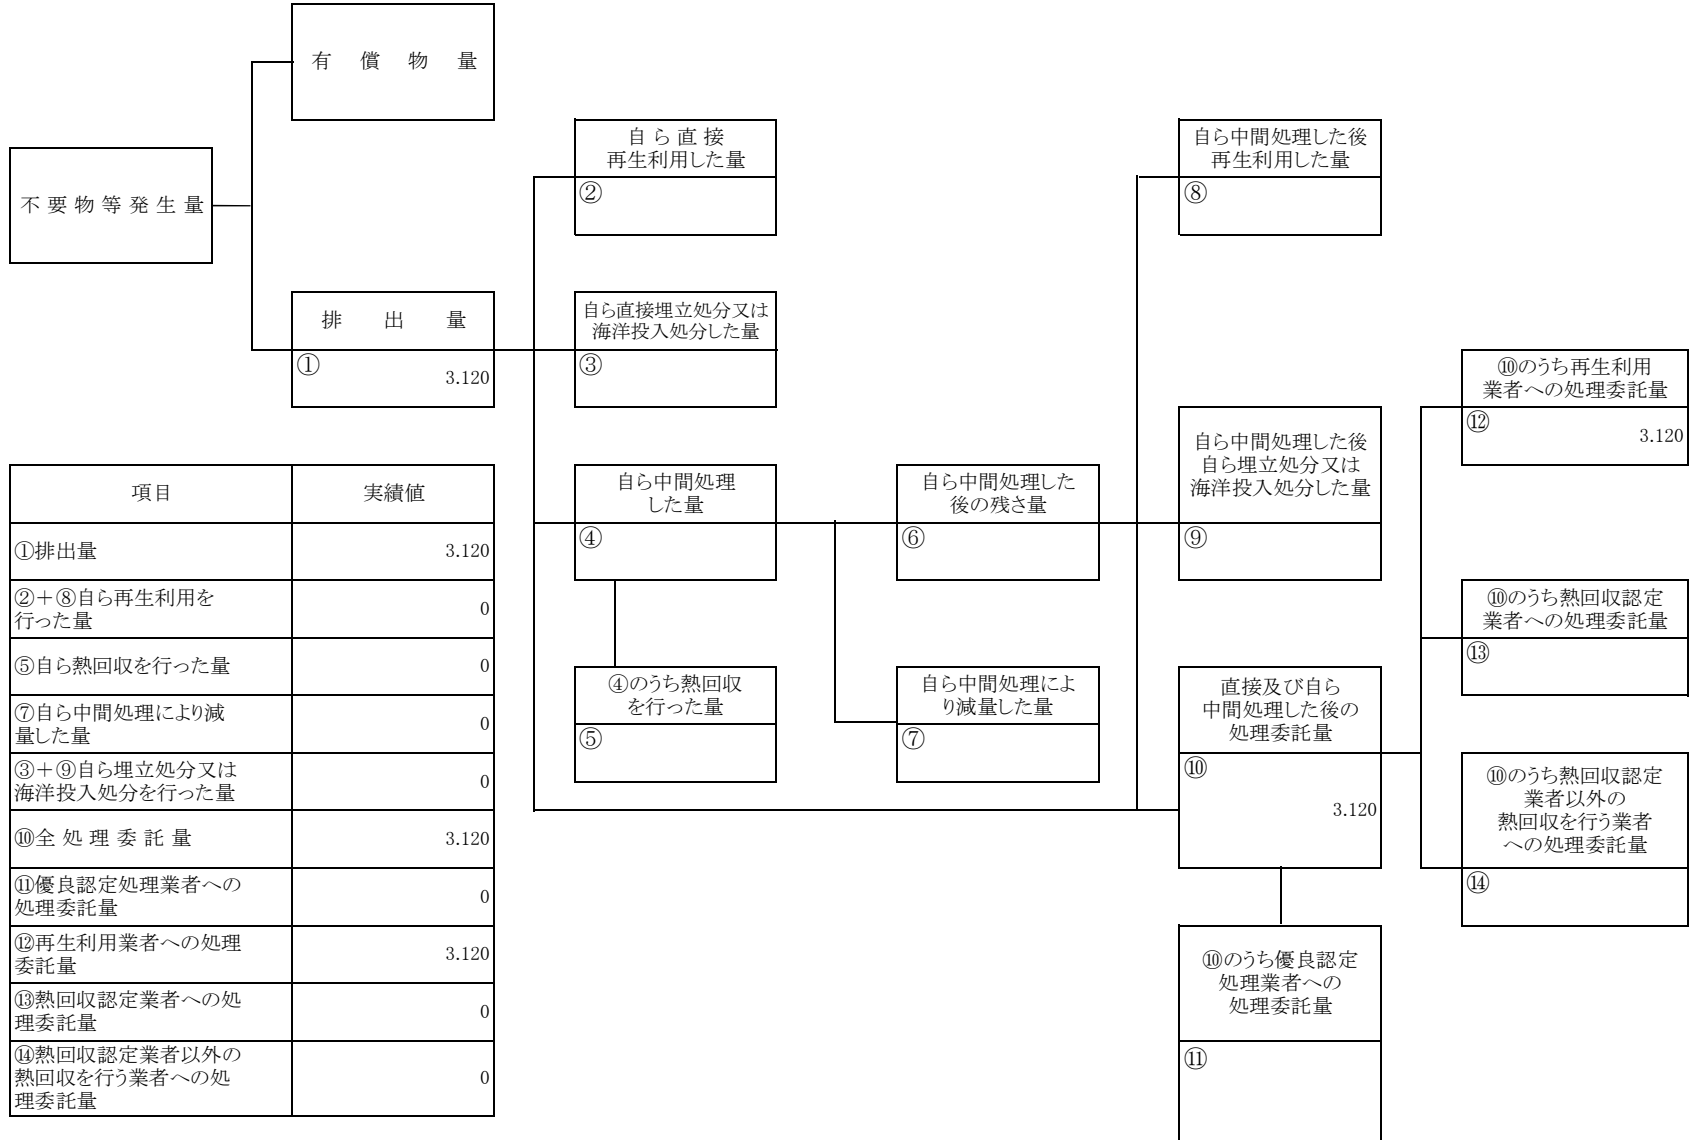 有償物量
不要物等発生量
排出量
①
3.120
自ら直接
再生利用した量
②
自ら直接埋立処分又は
海洋投入処分した量
③
自ら中間処理
した量
④
④のうち熱回収
を行った量
⑤
自ら中間処理した
後の残さ量
⑥
自ら中間処理によ
り減量した量
⑦
自ら中間処理した後
再生利用した量
⑧
自ら中間処理した後
自ら埋立処分又は
海洋投入処分した量
⑨
直接及び自ら
中間処理した後の
処理委託量
⑩
3.120
⑩のうち優良認定
処理業者への
処理委託量
⑪
⑩のうち再生利用
業者への処理委託量
⑫
3.120
⑩のうち熱回収認定
業者への処理委託量
⑬
⑩のうち熱回収認定
業者以外の
熱回収を行う業者
への処理委託量
⑭
項目 実績値
①排出量 3.120
②+⑧自ら再生利用を
行った量 0
⑤自ら熱回収を行った量 0
⑦自ら中間処理により減
量した量 0
③+⑨自ら埋立処分又は
海洋投入処分を行った量 0
⑩全処理委託量 3.120
⑪優良認定処理業者への
処理委託量 0
⑫再生利用業者への処理
委託量 3.120
⑬熱回収認定業者への処
理委託量 0
⑭熱回収認定業者以外の
熱回収を行う業者への処
理委託量 0